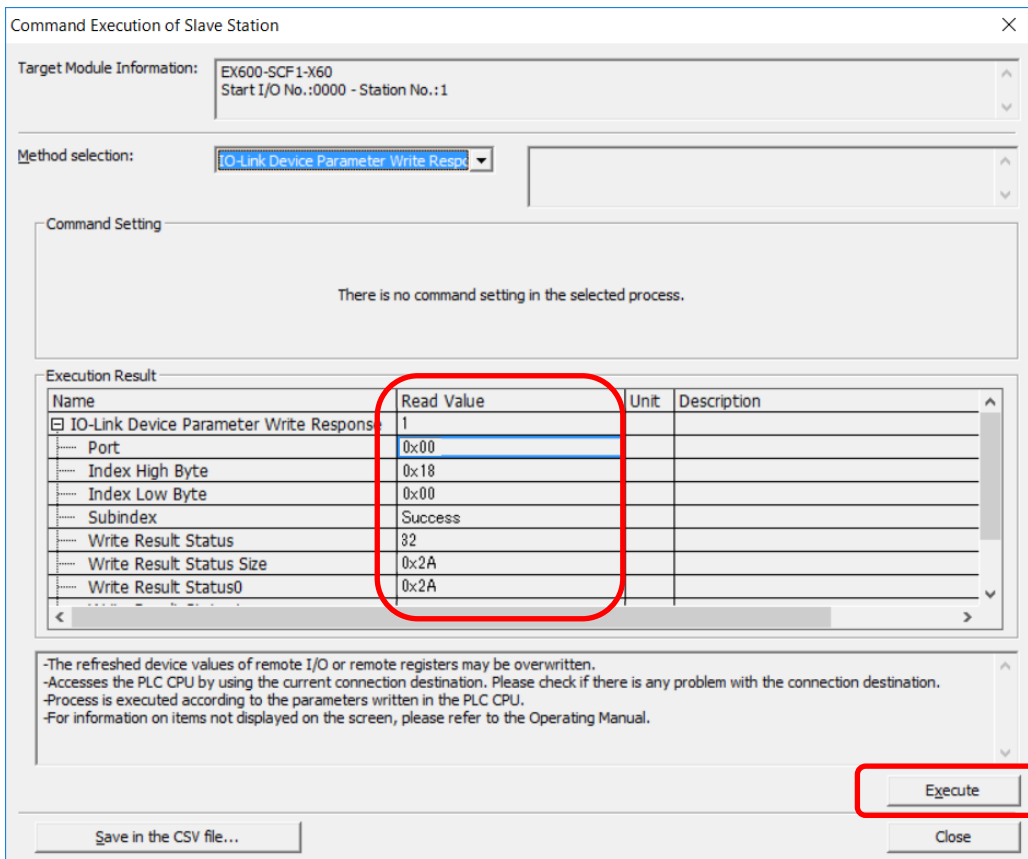 Command Execution of Slave Station
Target Module Information:
EX600-SCF1-X60
Start I/O No.:0000 - Station No.:1
Method selection:
IO-Link Device Parameter Write Respc
Command Setting
There is no command setting in the selected process.
Execution Result
Name Read Value Unit Description
IO-Link Device Parameter Write Response 1
Port 0x00
Index High Byte 0x18
Index Low Byte 0x00
Subindex Success
Write Result Status 32
Write Result Status Size 0x2A
Write Result Status0 0x2A
-The refreshed device values of remote I/O or remote registers may be overwritten.
-Accesses the PLC CPU by using the current connection destination. Please check if there is any problem with the connection destination.
-Process is executed according to the parameters written in the PLC CPU.
-For information on items not displayed on the screen, please refer to the Operating Manual.
Execute
Save in the CSV file...
Close